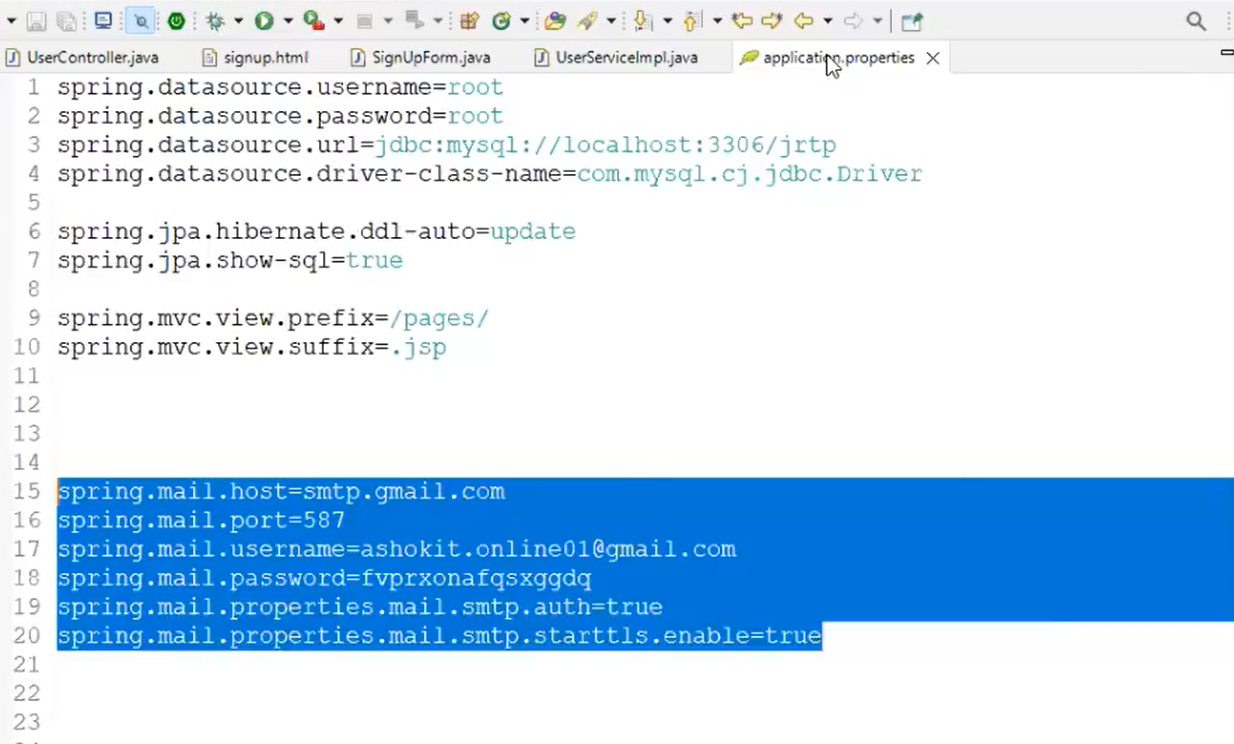 UserController.java signup.html SignUpForm.java UserServiceImpl.java application.properties
1 spring.datasource.username=root
2 spring.datasource.password=root
3 spring.datasource.url=jdbc:mysql://localhost:3306/jrtp
4 spring.datasource.driver-class-name=com.mysql.cj.jdbc.Driver
5
6 spring.jpa.hibernate.ddl-auto=update
7 spring.jpa.show-sql=true
8
9 spring.mvc.view.prefix=/pages/
10 spring.mvc.view.suffix=.jsp
11
12
13
14
15 spring.mail.host=smtp.gmail.com
16 spring.mail.port=587
17 spring.mail.username=ashokit.online01@gmail.com
18 spring.mail.password=fvprxonafqsxggdq
19 spring.mail.properties.mail.smtp.auth=true
20 spring.mail.properties.mail.smtp.starttls.enable=true
21
22
23